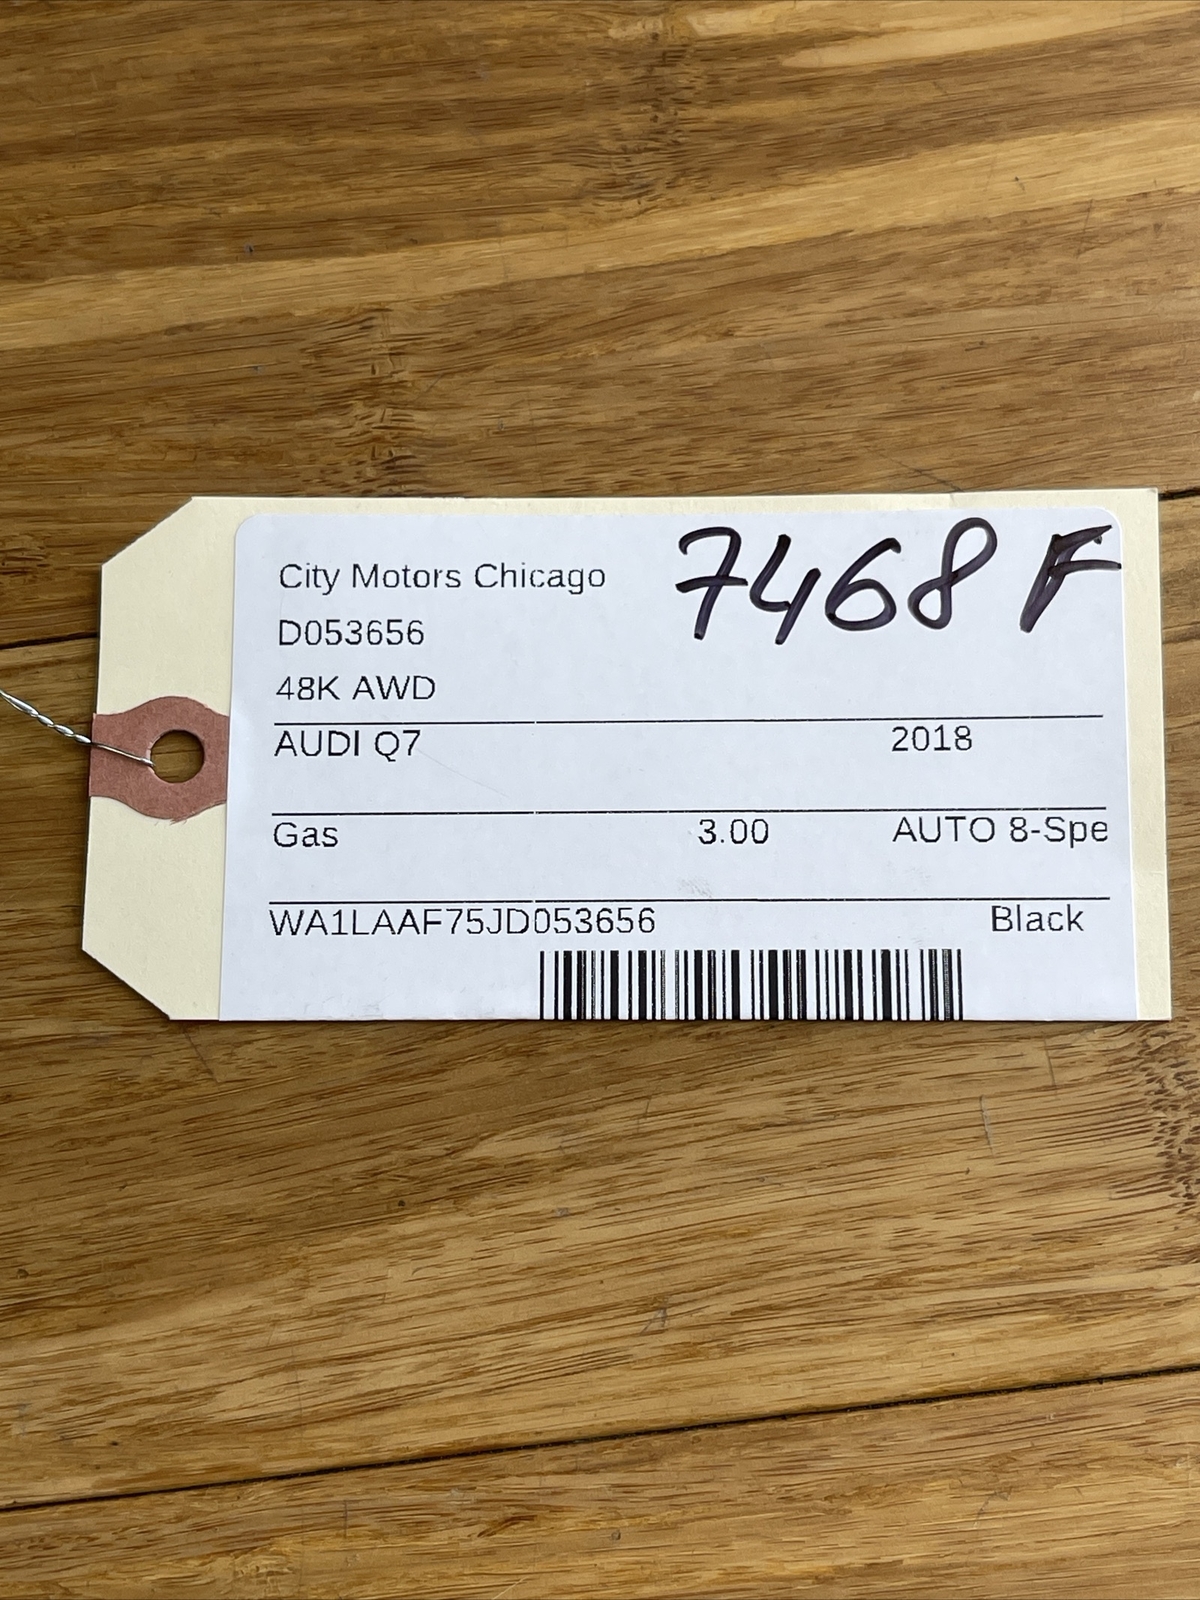 City Motors Chicago 7468 F
D053656
48K AWD
AUDI Q7 2018
Gas 3.00 AUTO 8-Spe
WA1LAAF75JD053656 Black